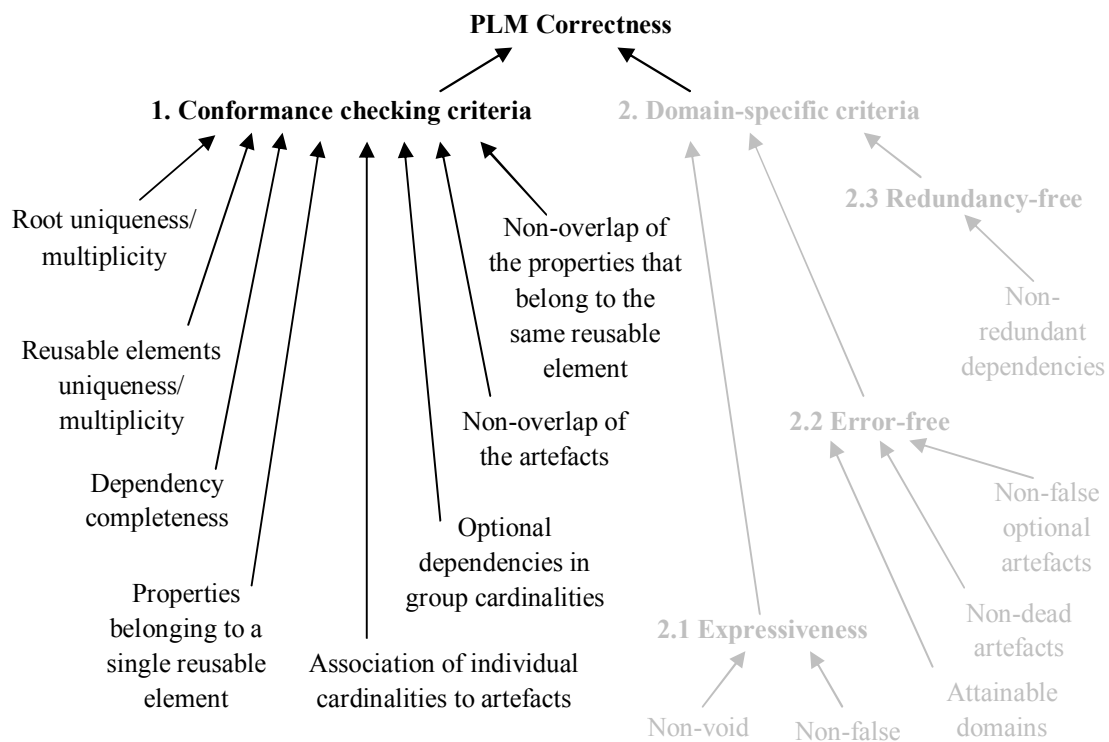 PLM Correctness
1. Conformance checking criteria
2. Domain-specific criteria
Root uniqueness/
multiplicity
Reusable elements
uniqueness/
multiplicity
Dependency
completeness
Properties
belonging to a
single reusable
element
Association of individual
cardinalities to artefacts
Optional
dependencies in
group cardinalities
Non-overlap of
the artefacts
Non-overlap of
the properties that
belong to the
same reusable
element
2.1 Expressiveness
Non-void
Non-false
2.2 Error-free
Attainable
domains
Non-dead
artefacts
Non-false
optional
artefacts
2.3 Redundancy-free
Non-
redundant
dependencies